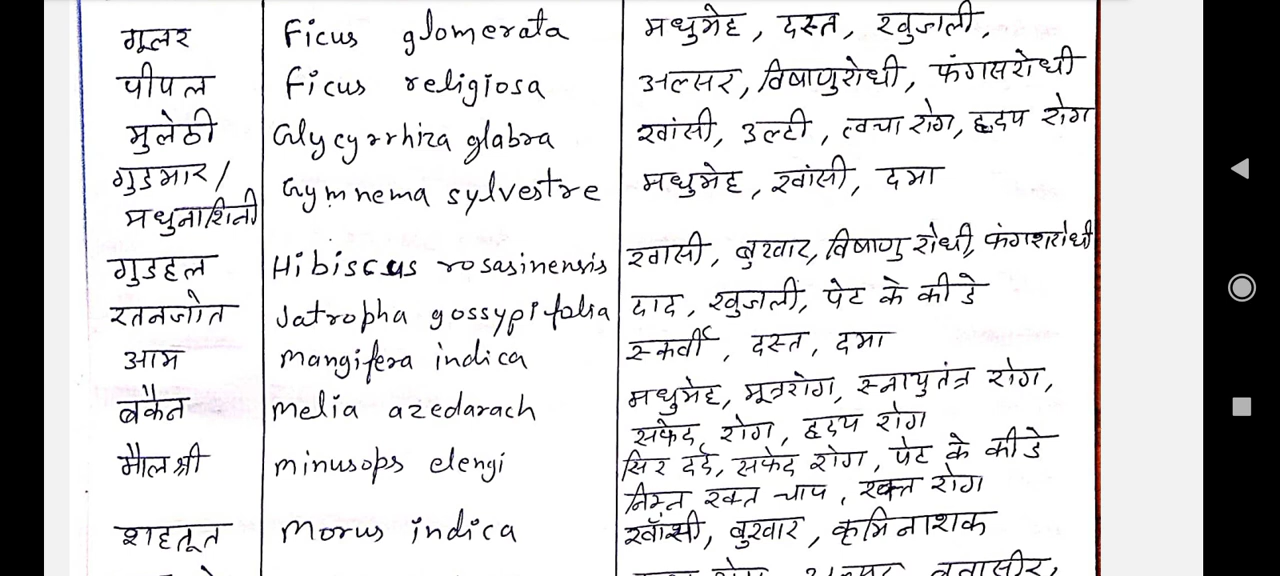 गूलर Ficus glomerata मधुमेह, दस्त, खुजली,
पीपल Ficus religiosa अल्सर, विषाणुरोधी, फंगसरोधी
मुलेठी Glycyrrhiza glabra खांसी, उल्टी, त्वचा रोग, हृदय रोग
गुडमार/ Gymnema sylvestre मधुमेह, खांसी, दमा
मधुनाशिनी
गुडहल Hibiscus rosasinensis खासी, बुखार, विषाणु रोधी, फंगशरोधी
रतनजोत Jatropha gossypifolia दाद, खुजली, पेट के कीडे
आम Mangifera indica स्कर्वी, दस्त, दमा
बकैन Melia azedarach मधुमेह, मूत्ररोग, स्नायुतंत्र रोग,
सफेद, रोग, हृदय रोग
मौलश्री minusops elengi सिर दर्द, सफेद रोग, पेट के कीडे
निम्न रक्त चाप, रक्त रोग
शहतूत Morus indica खाँसी, बुखार, कृमिनाशक